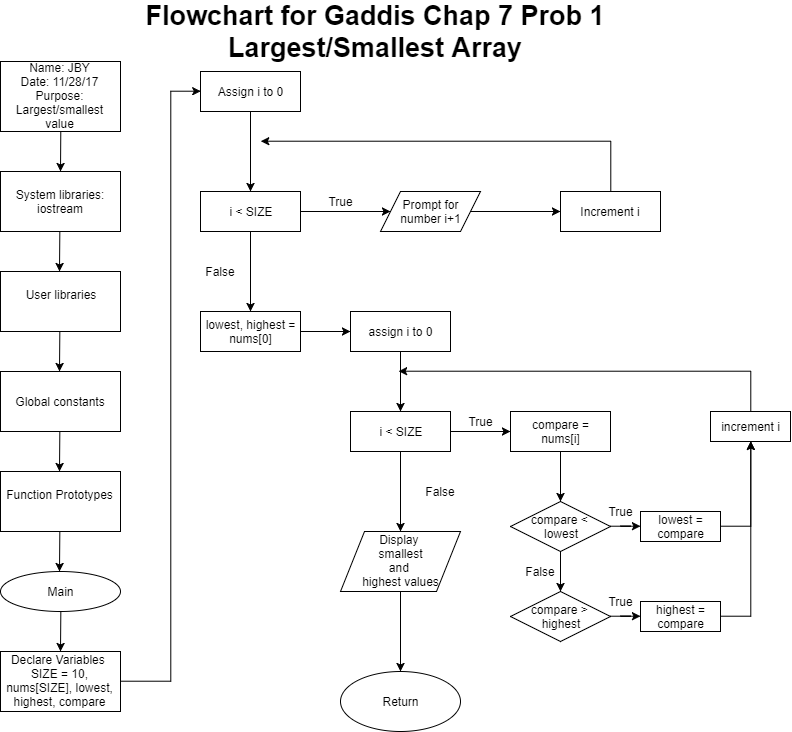 Flowchart for Gaddis Chap 7 Prob 1
Largest/Smallest Array
Name: JBY
Date: 11/28/17
Purpose:
Largest/smallest
value
System libraries:
iostream
User libraries
Global constants
Function Prototypes
Main
Declare Variables
SIZE = 10,
nums[SIZE], lowest,
highest, compare
Assign i to 0
i < SIZE
True
Prompt for
number i+1
Increment i
False
lowest, highest =
nums[0]
assign i to 0
i < SIZE
True
compare =
nums[i]
increment i
False
compare <
lowest
True
lowest =
compare
False
compare >
highest
True
highest =
compare
Display
smallest
and
highest values
Return